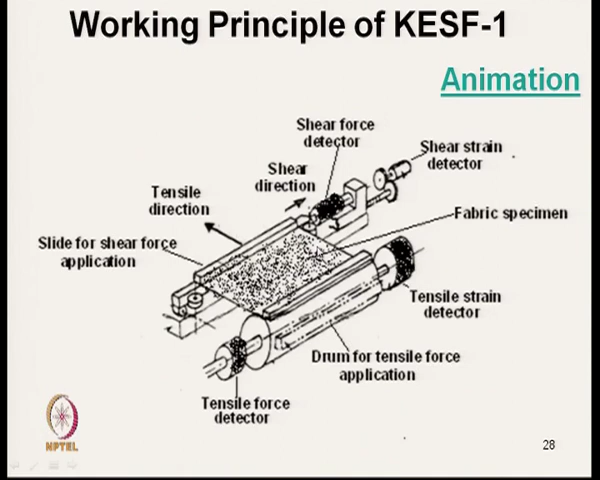 Working Principle of KESF-1
Animation
Shear force
detector
Shear strain
detector
Shear
direction
Tensile
direction
Fabric specimen
Slide for shear force
application
Tensile strain
detector
Drum for tensile force
application
Tensile force
detector
NPTEL
28